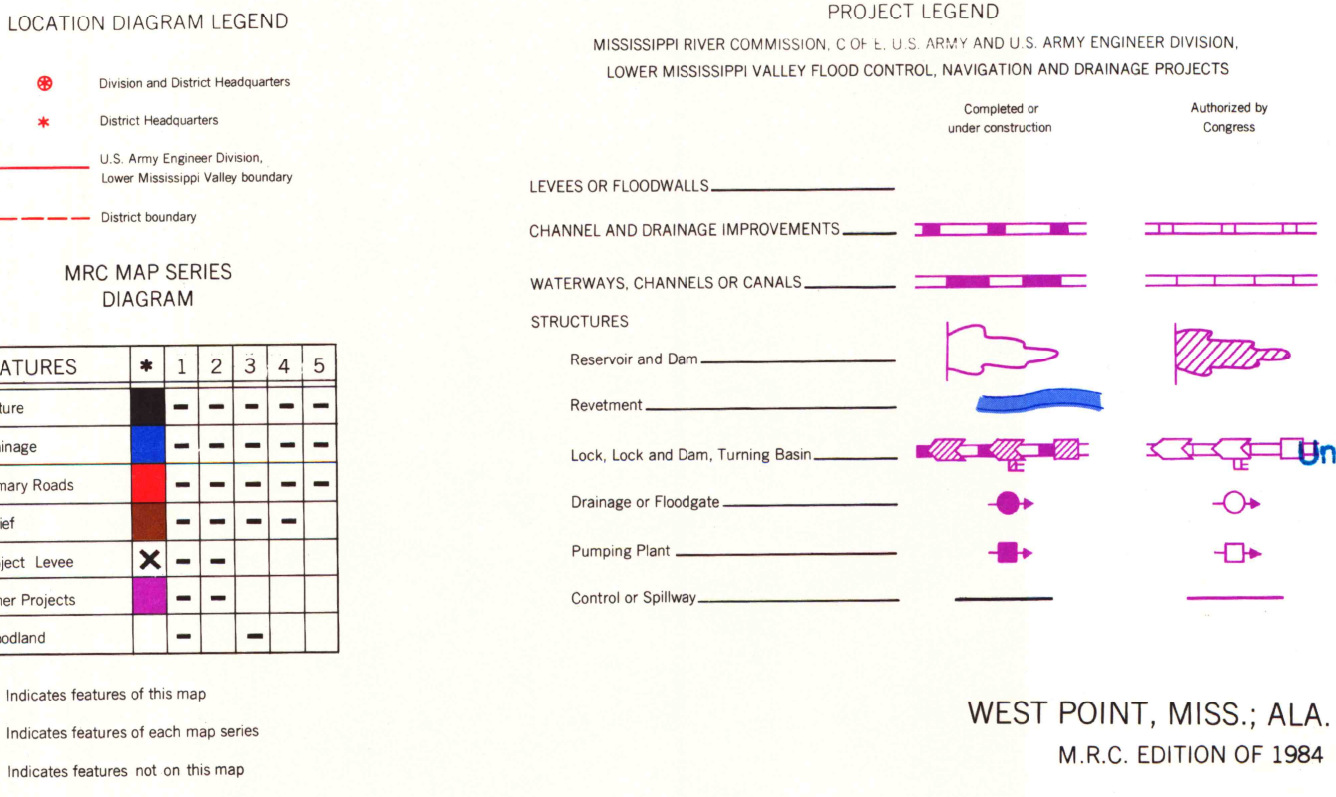 LOCATION DIAGRAM LEGEND
Division and District Headquarters
District Headquarters
U.S. Army Engineer Division,
Lower Mississippi Valley boundary
District boundary
MRC MAP SERIES
DIAGRAM
ATURES * 1 2 3 4 5
ture
inage
mary Roads
ief
ject Levee
her Projects
odland
Indicates features of this map
Indicates features of each map series
Indicates features not on this map
PROJECT LEGEND
MISSISSIPPI RIVER COMMISSION, C OF E, U.S. ARMY AND U.S. ARMY ENGINEER DIVISION,
LOWER MISSISSIPPI VALLEY FLOOD CONTROL, NAVIGATION AND DRAINAGE PROJECTS
Completed or
under construction
Authorized by
Congress
LEVEES OR FLOODWALLS
CHANNEL AND DRAINAGE IMPROVEMENTS
WATERWAYS, CHANNELS OR CANALS
STRUCTURES
Reservoir and Dam
Revetment
Lock, Lock and Dam, Turning Basin
Un
Drainage or Floodgate
Pumping Plant
Control or Spillway
WEST POINT, MISS.; ALA.
M.R.C. EDITION OF 1984